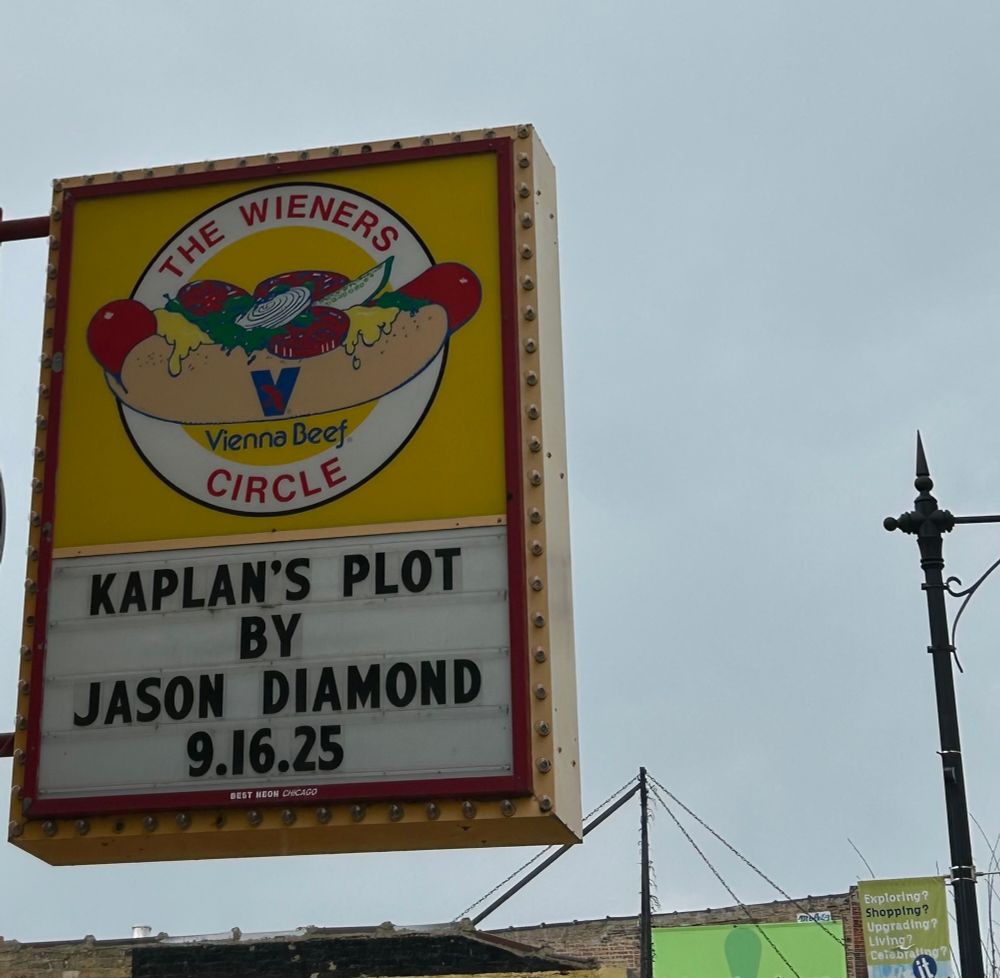 THE WIENERS
V
Vienna Beef
CIRCLE
KAPLAN'S PLOT
BY
JASON DIAMOND
9.16.25
BEST NEON CHICAGO
Exploring?
Shopping?
Upgrading?
Living?
Celebrating?
it